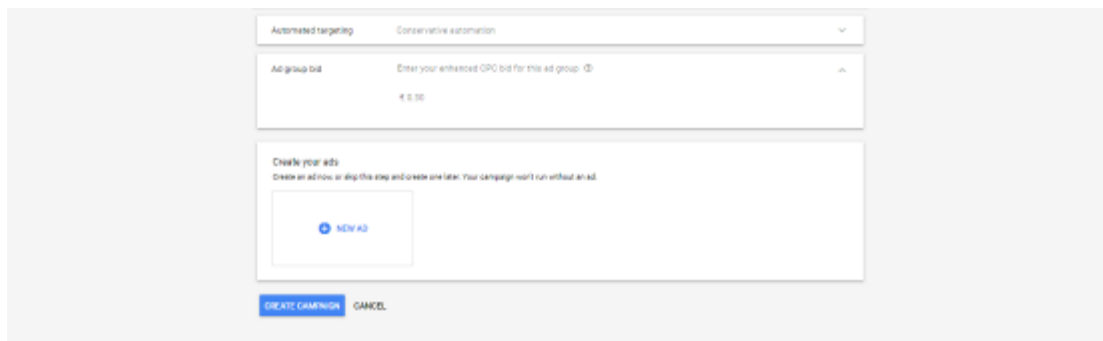 Automated targeting Conservative automation
Ad group bid Enter your enhanced CPC bid for this ad group
€ 0.50
Create your ads
Create an ad now, or skip this step and create one later. Your campaign won't run without an ad.
NEW AD
CREATE CAMPAIGN CANCEL